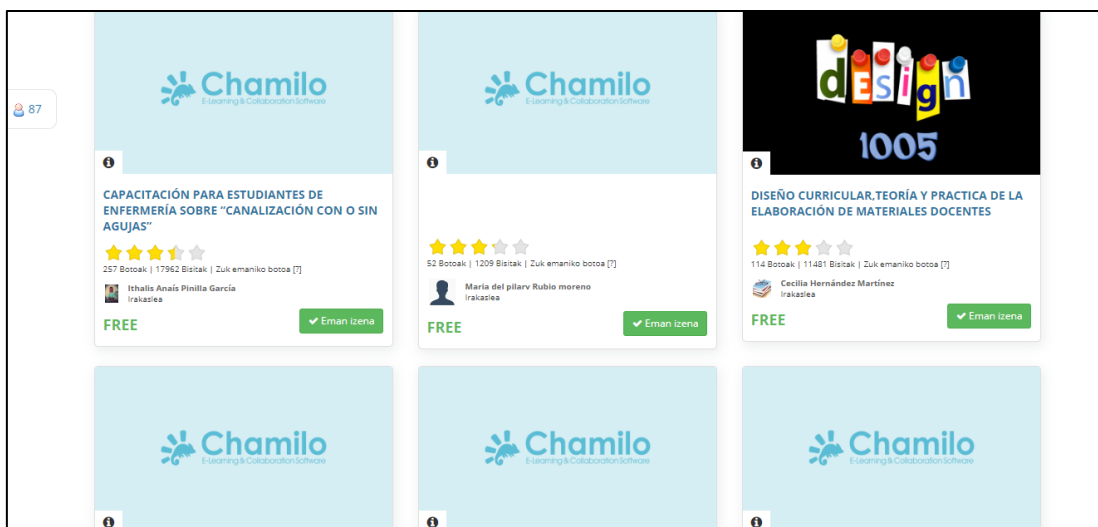 Chamilo
E-Learning & Collaboration Software
Chamilo
E-Learning & Collaboration Software
design
1005
87
CAPACITACIÓN PARA ESTUDIANTES DE
ENFERMERÍA SOBRE “CANALIZACIÓN CON O SIN
AGUJAS”
257 Botoak | 17962 Bisitak | Zuk emaniko botoa [?]
Ithalis Anaís Pinilla García
Irakaslea
FREE
Eman izena
52 Botoak | 1209 Bisitak | Zuk emaniko botoa [?]
Maria del pilarv Rubio moreno
Irakaslea
FREE
Eman izena
DISEÑO CURRICULAR,TEORÍA Y PRACTICA DE LA
ELABORACIÓN DE MATERIALES DOCENTES
114 Botoak | 11481 Bisitak | Zuk emaniko botoa [?]
Cecilia Hernández Martínez
Irakaslea
FREE
Eman izena
Chamilo
E-Learning & Collaboration Software
Chamilo
E-Learning & Collaboration Software
Chamilo
E-Learning & Collaboration Software